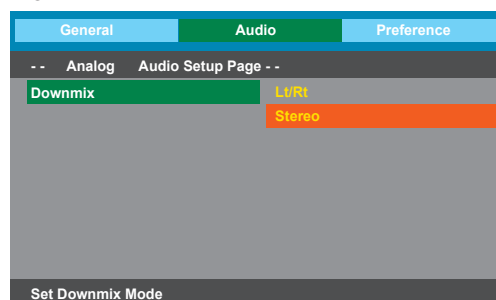 General Audio Preference
-- Analog Audio Setup Page --
Downmix Lt/Rt
Stereo
Set Downmix Mode